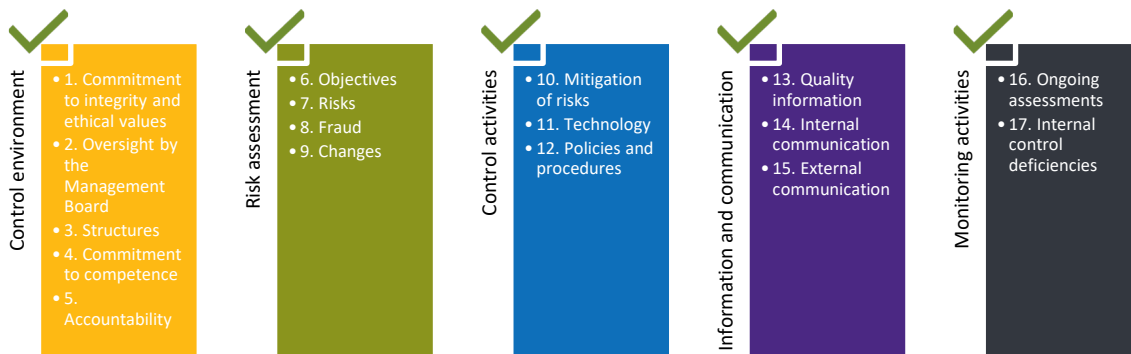 Control environment
• 1. Commitment
to integrity and
ethical values
• 2. Oversight by
the
Management
Board
• 3. Structures
• 4. Commitment
to competence
• 5.
Accountability
Risk assessment
• 6. Objectives
• 7. Risks
• 8. Fraud
• 9. Changes
Control activities
• 10. Mitigation
of risks
• 11. Technology
• 12. Policies and
procedures
Information and communication
• 13. Quality
information
• 14. Internal
communication
• 15. External
communication
Monitoring activities
• 16. Ongoing
assessments
• 17. Internal
control
deficiencies